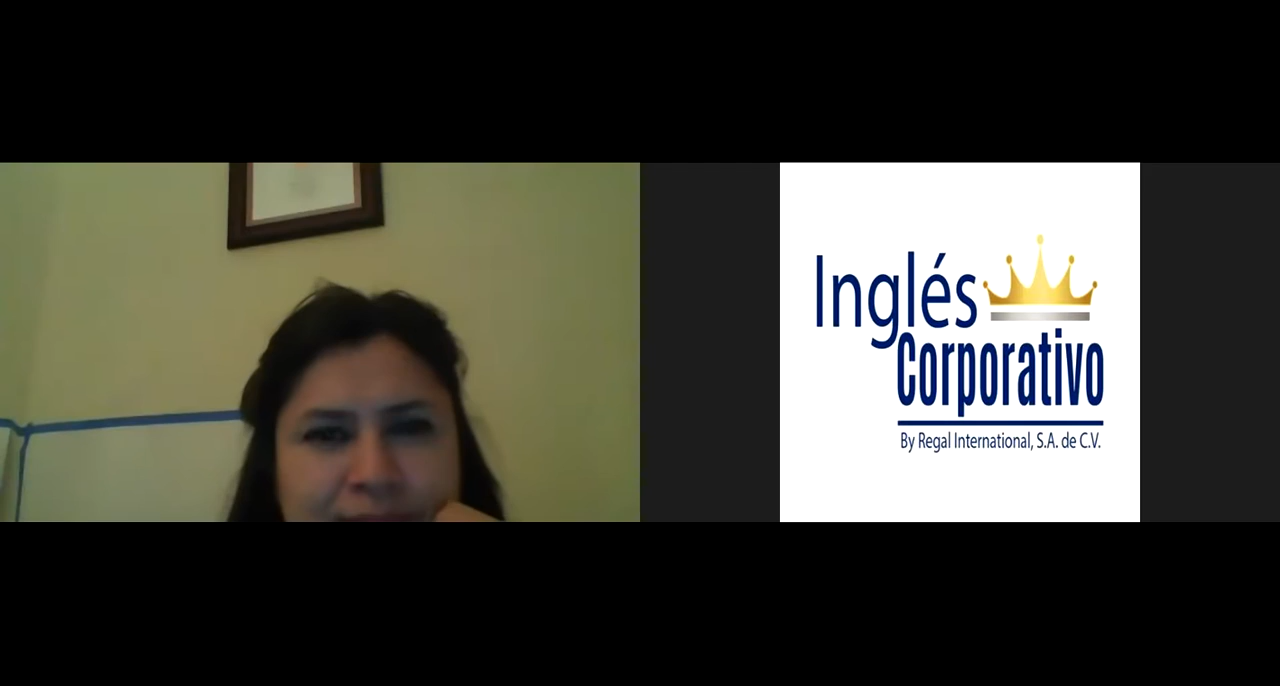 Inglés
Corporativo
By Regal International, S.A. de C.V.